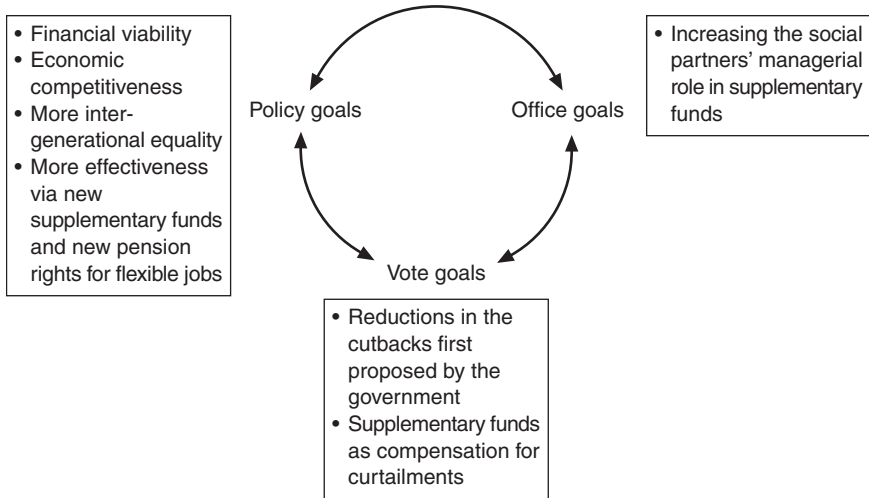 • Financial viability
• Economic
competitiveness
• More inter-
generational equality
• More effectiveness
via new
supplementary funds
and new pension
rights for flexible jobs
Policy goals
Office goals
• Increasing the social
partners’ managerial
role in supplementary
funds
Vote goals
• Reductions in the
cutbacks first
proposed by the
government
• Supplementary funds
as compensation for
curtailments